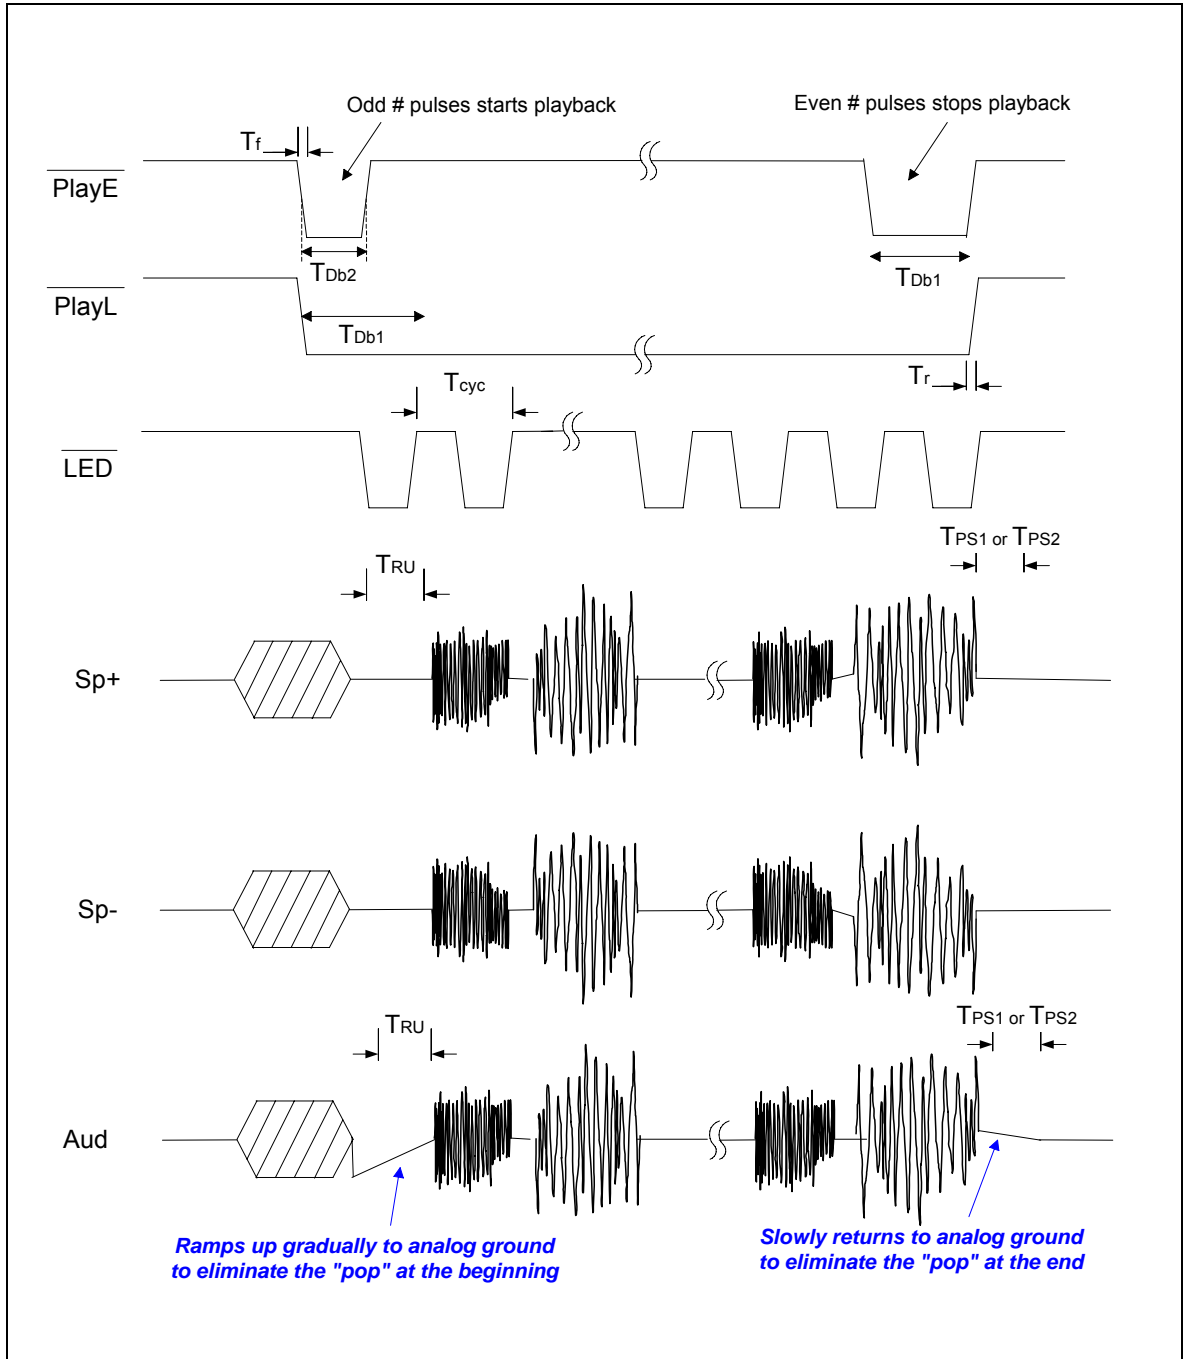 Odd # pulses starts playback
Even # pulses stops playback
Tf
PlayE
TDb2
TDb1
PlayL
TDb1
Tr
Tcyc
LED
TPS1 or TPS2
TRU
Sp+
Sp-
TRU
TPS1 or TPS2
Aud
Ramps up gradually to analog ground
to eliminate the "pop" at the beginning
Slowly returns to analog ground
to eliminate the "pop" at the end